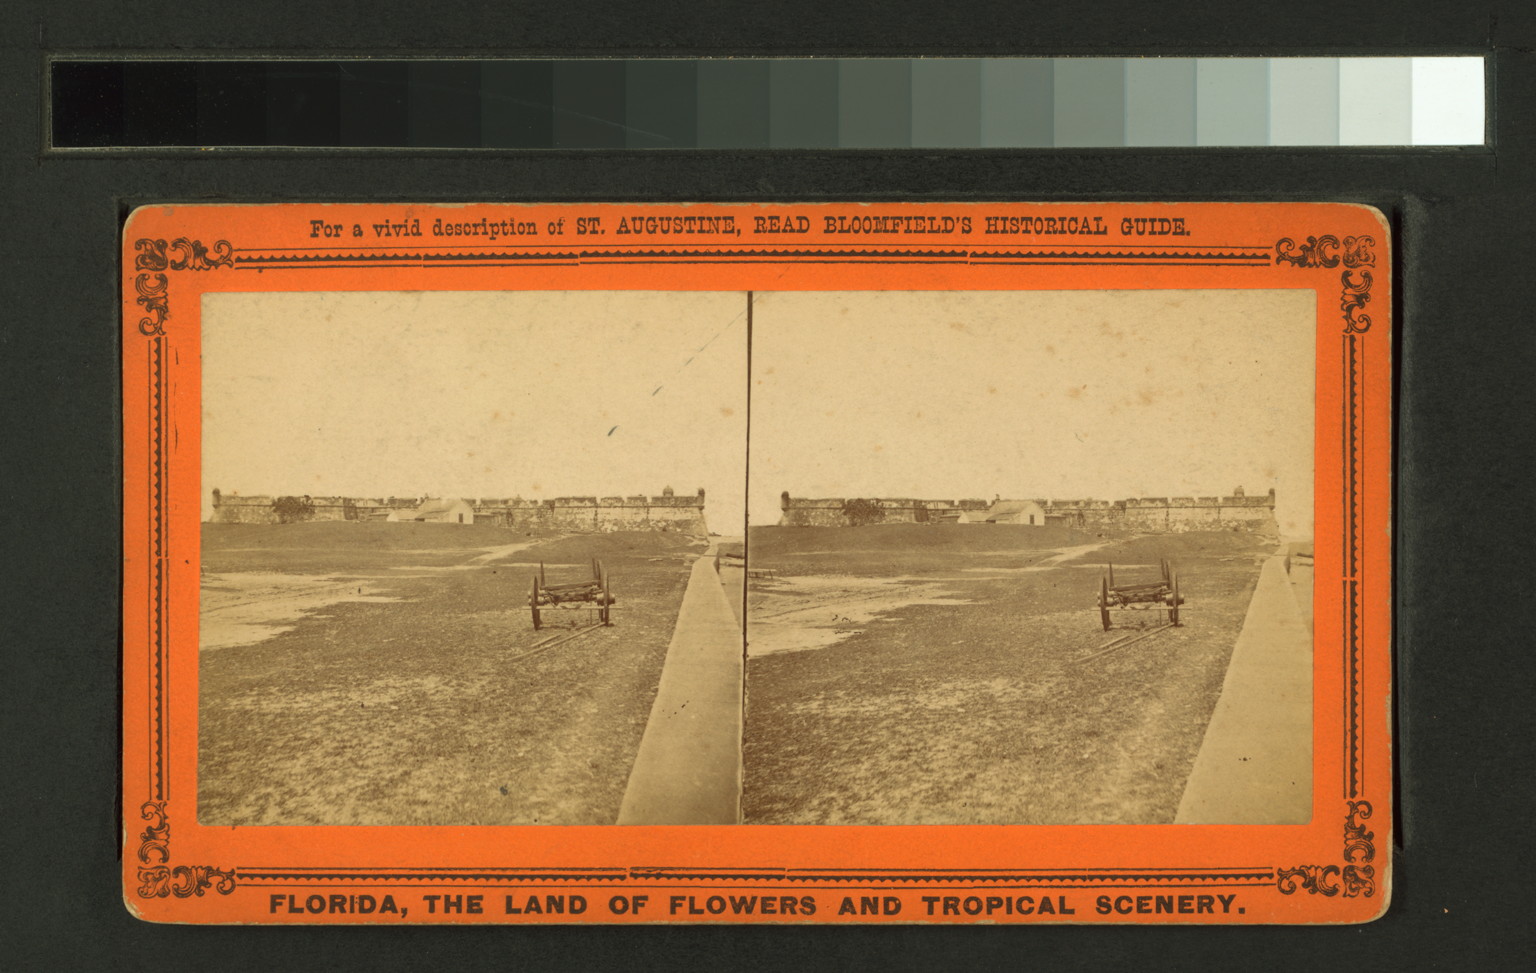 For a vivid description of ST. AUGUSTINE, READ BLOOMFIELD'S HISTORICAL GUIDE.
FLORIDA, THE LAND OF FLOWERS AND TROPICAL SCENERY.